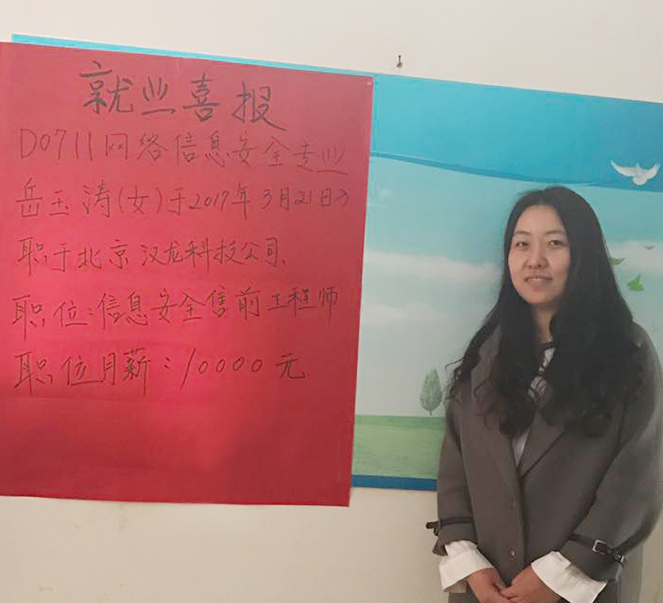 就业喜报
D0711网络信息安全专业
岳玉涛(女)于2017年3月21日入
职于北京汉龙科技公司、
职位:信息安全售前工程师
职位月薪:10000元